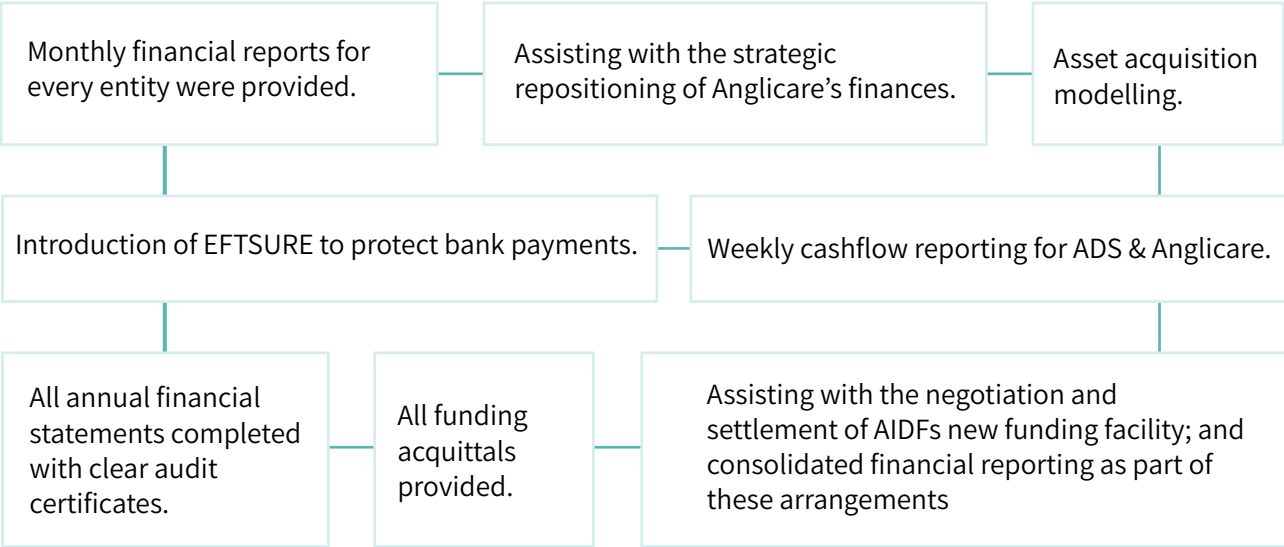 Monthly financial reports for
every entity were provided.
Assisting with the strategic
repositioning of Anglicare’s finances.
Asset acquisition
modelling.
Introduction of EFTSURE to protect bank payments.
Weekly cashflow reporting for ADS & Anglicare.
All annual financial
statements completed
with clear audit
certificates.
All funding
acquittals
provided.
Assisting with the negotiation and
settlement of AIDFs new funding facility; and
consolidated financial reporting as part of
these arrangements